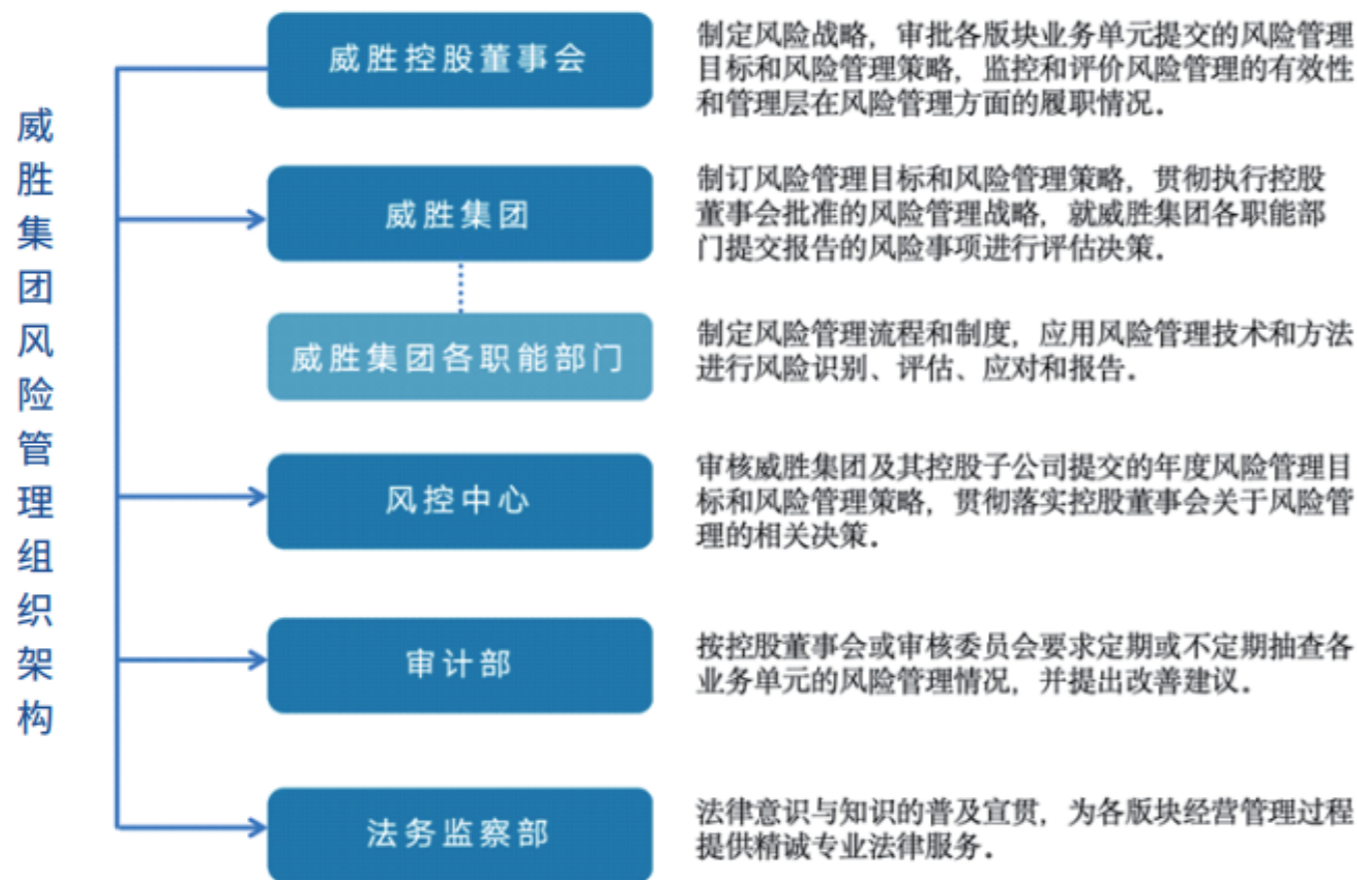 威胜集团风险管理组织架构
威胜控股董事会
制定风险战略，审批各版块业务单元提交的风险管理
目标和风险管理策略，监控和评价风险管理的有效性
和管理层在风险管理方面的履职情况。
威胜集团
制订风险管理目标和风险管理策略，贯彻执行控股
董事会批准的风险管理战略，就威胜集团各职能部
门提交报告的风险事项进行评估决策。
威胜集团各职能部门
制定风险管理流程和制度，应用风险管理技术和方法
进行风险识别、评估、应对和报告。
风控中心
审核威胜集团及其控股子公司提交的年度风险管理目
标和风险管理策略，贯彻落实控股董事会关于风险管
理的相关决策。
审计部
按控股董事会或审核委员会要求定期或不定期抽查各
业务单元的风险管理情况，并提出改善建议。
法务监察部
法律意识与知识的普及宣贯，为各版块经营管理过程
提供精诚专业法律服务。